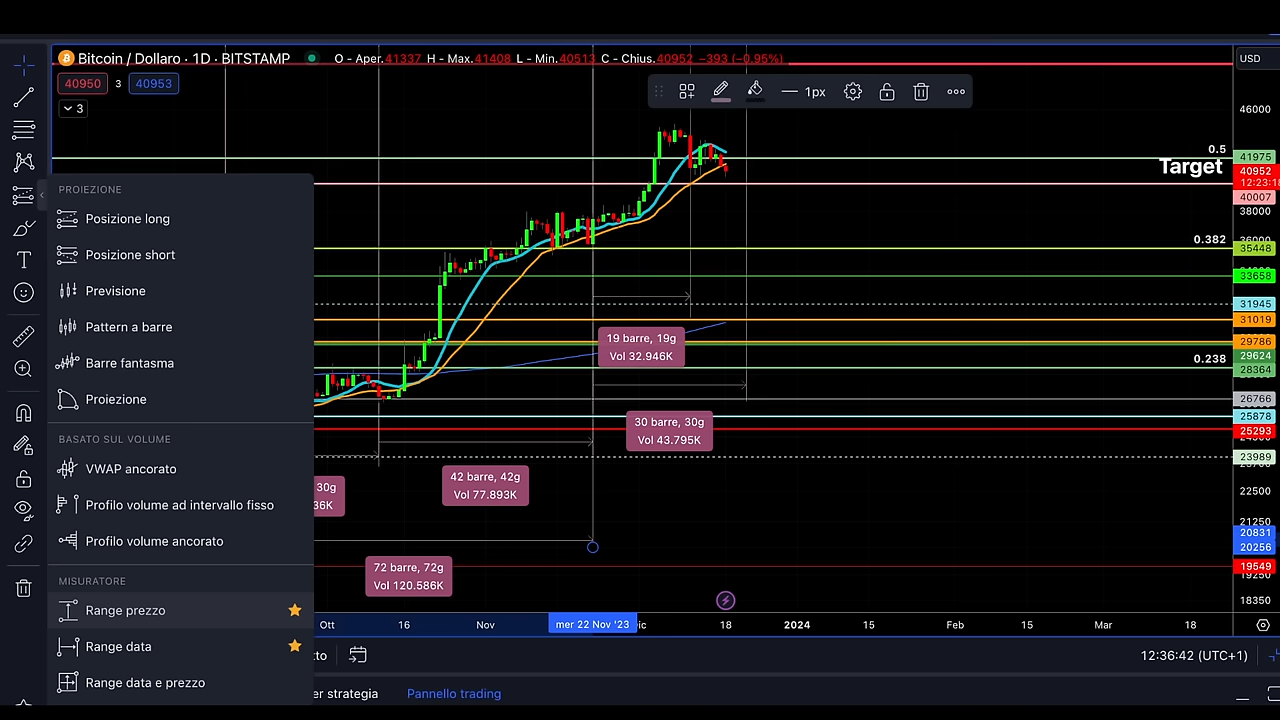 Bitcoin / Dollaro · 1D · BITSTAMP
O - Aper.41337 H - Max.41408 L - Min.40513 C - Chius.40952 −393 (−0.95%)
USD
40950 3 40953
3
1px
46000
0.5
41975
Target
40952
12:23:18
40007
38000
0.382
35448
33658
31945
31019
29786
29624
0.238
28364
26766
25878
25293
23989
22500
21250
20831
20256
19549
19250
18350
PROIEZIONE
Posizione long
Posizione short
Previsione
Pattern a barre
Barre fantasma
Proiezione
BASATO SUL VOLUME
VWAP ancorato
Profilo volume ad intervallo fisso
Profilo volume ancorato
MISURATORE
Range prezzo
Range data
Range data e prezzo
19 barre, 19g
Vol 32.946K
30 barre, 30g
Vol 43.795K
42 barre, 42g
Vol 77.893K
30g
36K
72 barre, 72g
Vol 120.586K
Ott 16 Nov mer 22 Nov '23 ic 18 2024 15 Feb 15 Mar 18
to
12:36:42 (UTC+1)
er strategia Pannello trading